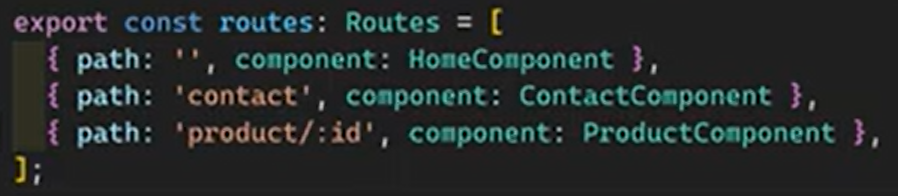 export const routes: Routes = [
  { path: '', component: HomeComponent },
  { path: 'contact', component: ContactComponent },
  { path: 'product/:id', component: ProductComponent },
];